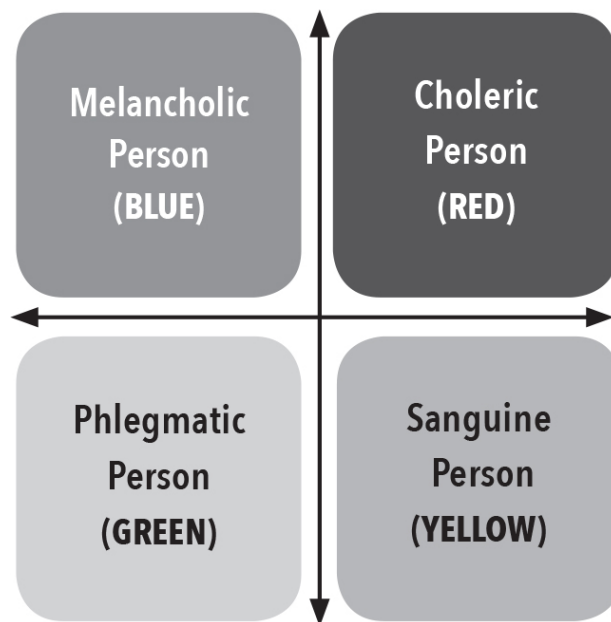 Melancholic
Person
(BLUE)
Choleric
Person
(RED)
Phlegmatic
Person
(GREEN)
Sanguine
Person
(YELLOW)